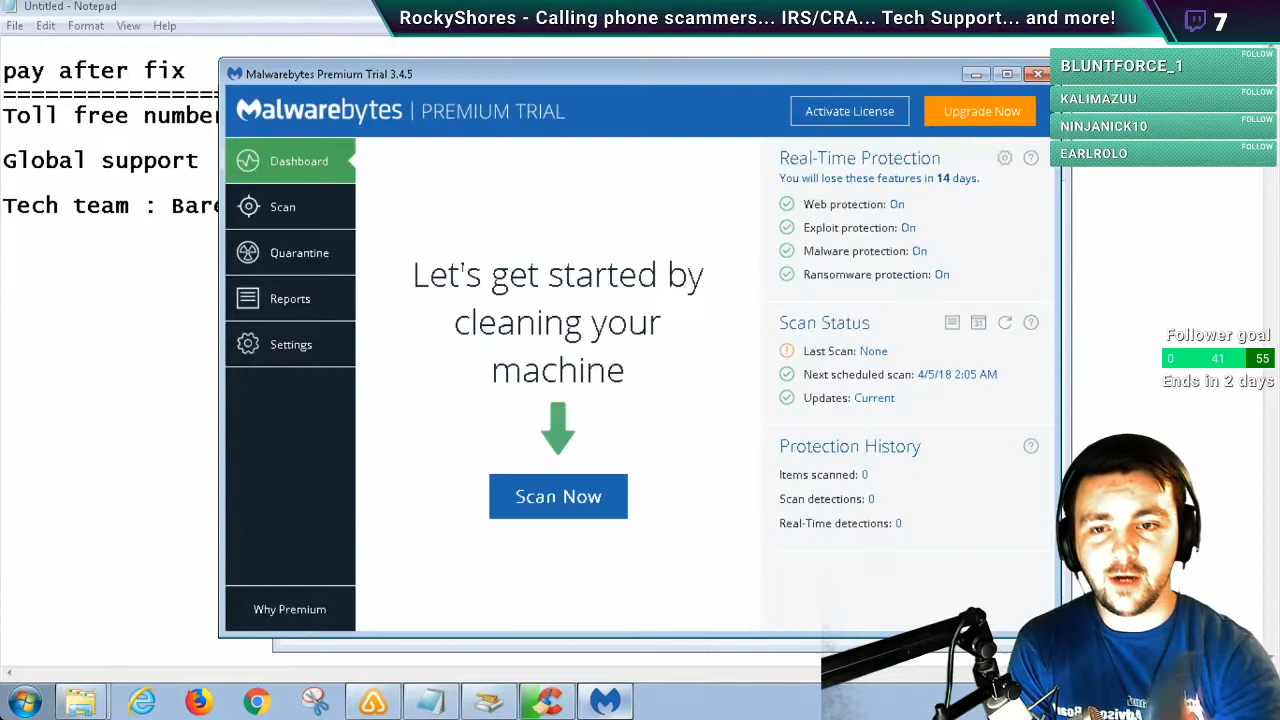 Untitled - Notepad
File Edit Format View Help
RockyShores - Calling phone scammers... IRS/CRA... Tech Support... and more!
7
pay after fix
Toll free number
Global support
Tech team : Bare
Malwarebytes Premium Trial 3.4.5
Malwarebytes | PREMIUM TRIAL
Activate License
Upgrade Now
Dashboard
Scan
Quarantine
Reports
Settings
Why Premium
Let's get started by
cleaning your
machine
Scan Now
Real-Time Protection
You will lose these features in 14 days.
Web protection: On
Exploit protection: On
Malware protection: On
Ransomware protection: On
Scan Status
31
Last Scan: None
Next scheduled scan: 4/5/18 2:05 AM
Updates: Current
Protection History
Items scanned: 0
Scan detections: 0
Real-Time detections: 0
FOLLOW
BLUNTFORCE_1
FOLLOW
KALIMAZUU
FOLLOW
NINJANICK10
FOLLOW
EARLROLO
Follower goal
0 41 55
Ends in 2 days